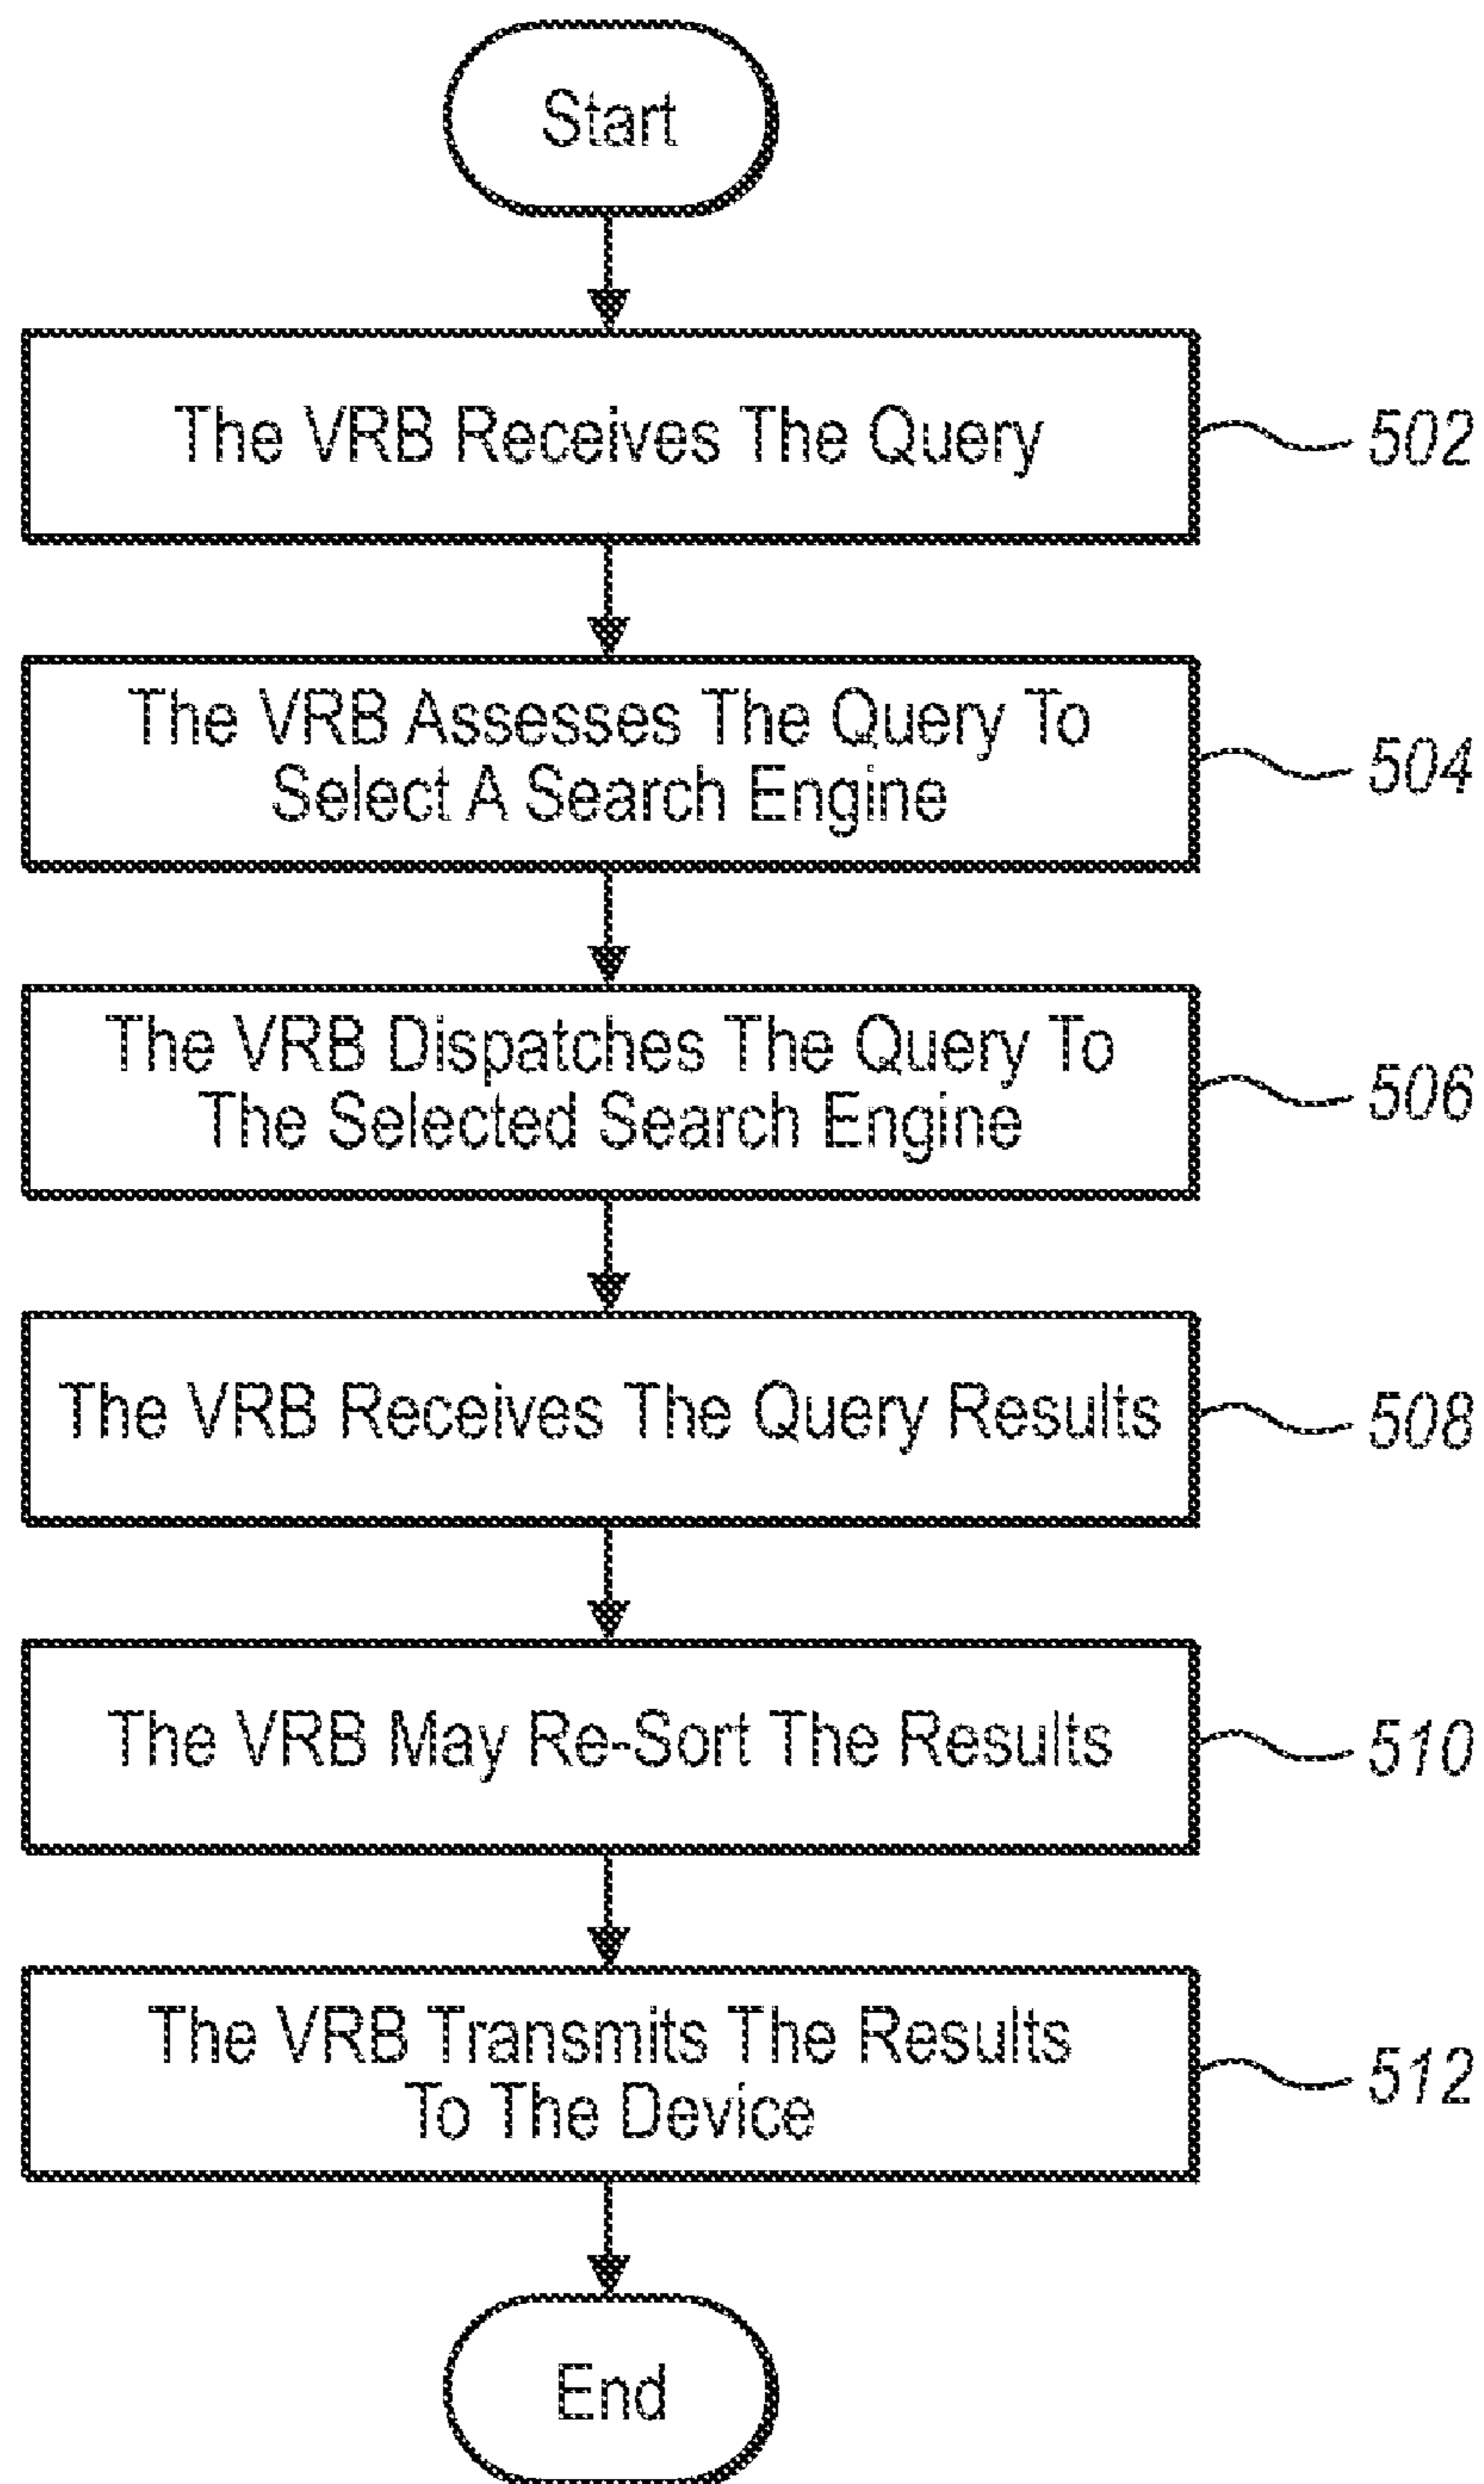 Start
The VRB Receives The Query
502
The VRB Assesses The Query To
Select A Search Engine
504
The VRB Dispatches The Query To
The Selected Search Engine
506
The VRB Receives The Query Results
508
The VRB May Re-Sort The Results
510
The VRB Transmits The Results
To The Device
512
End